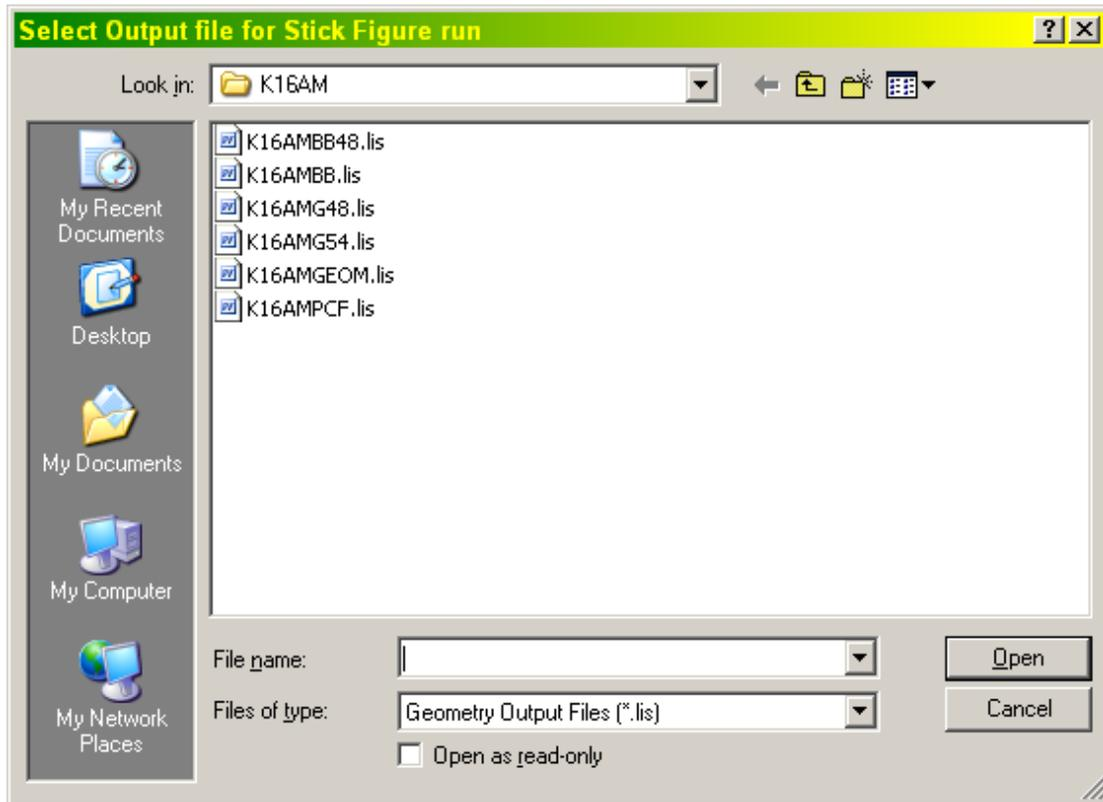 Select Output file for Stick Figure run
Look in:
K16AM
My Recent
Documents
Desktop
My Documents
My Computer
My Network
Places
K16AMBB48.lis
K16AMBB.lis
K16AMG48.lis
K16AMG54.lis
K16AMGEOM.lis
K16AMPCF.lis
File name:
Open
Files of type:
Geometry Output Files (*.lis)
Cancel
Open as read-only